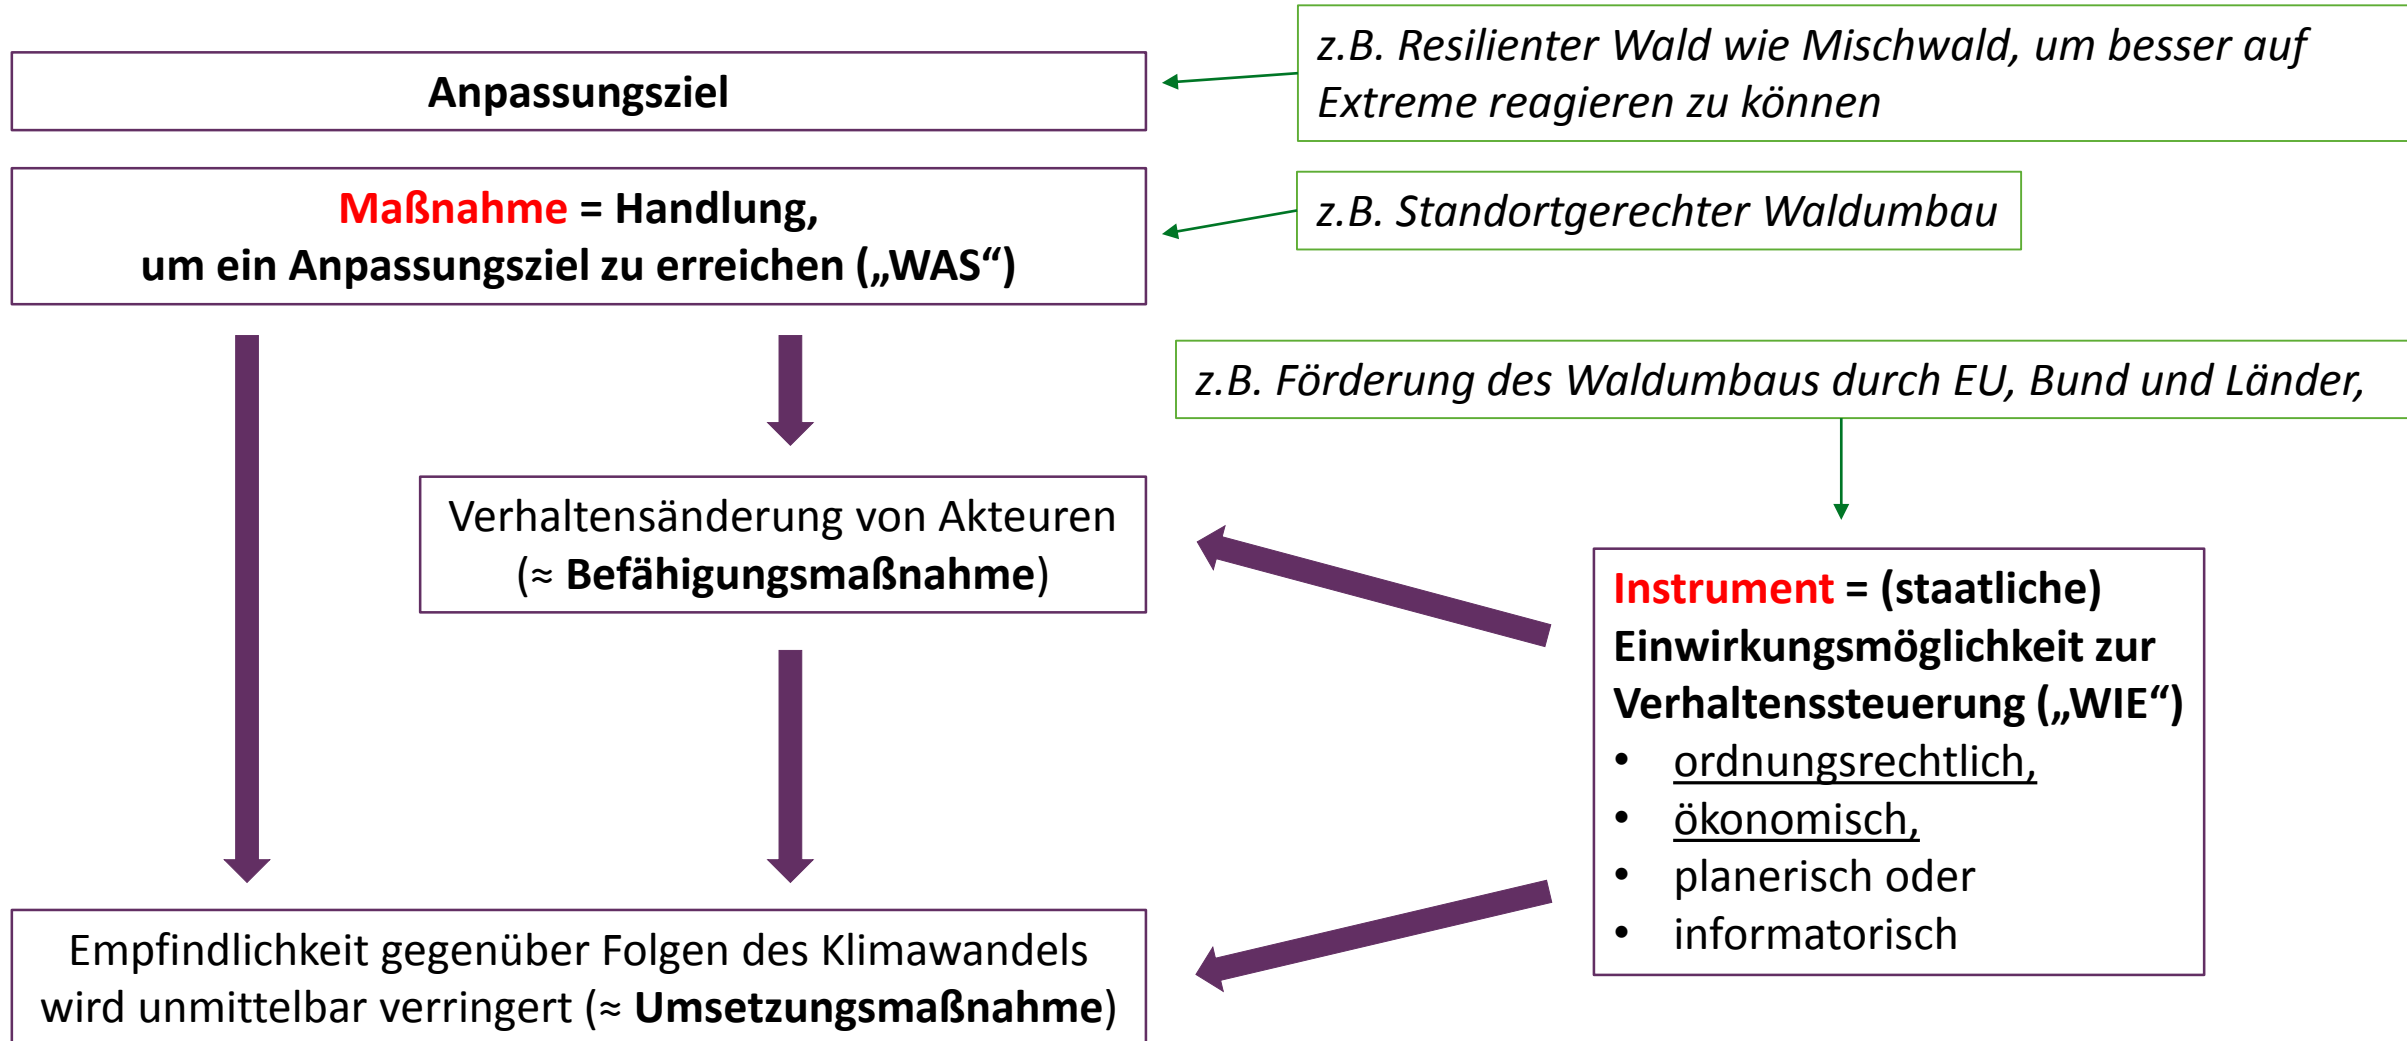 Anpassungsziel
z.B. Resilienter Wald wie Mischwald, um besser auf
Extreme reagieren zu können
Maßnahme = Handlung,
um ein Anpassungsziel zu erreichen („WAS“)
z.B. Standortgerechter Waldumbau
z.B. Förderung des Waldumbaus durch EU, Bund und Länder,
Verhaltensänderung von Akteuren
(≈ Befähigungsmaßnahme)
Instrument = (staatliche)
Einwirkungsmöglichkeit zur
Verhaltenssteuerung („WIE“)
• ordnungsrechtlich,
• ökonomisch,
• planerisch oder
• informatorisch
Empfindlichkeit gegenüber Folgen des Klimawandels
wird unmittelbar verringert (≈ Umsetzungsmaßnahme)